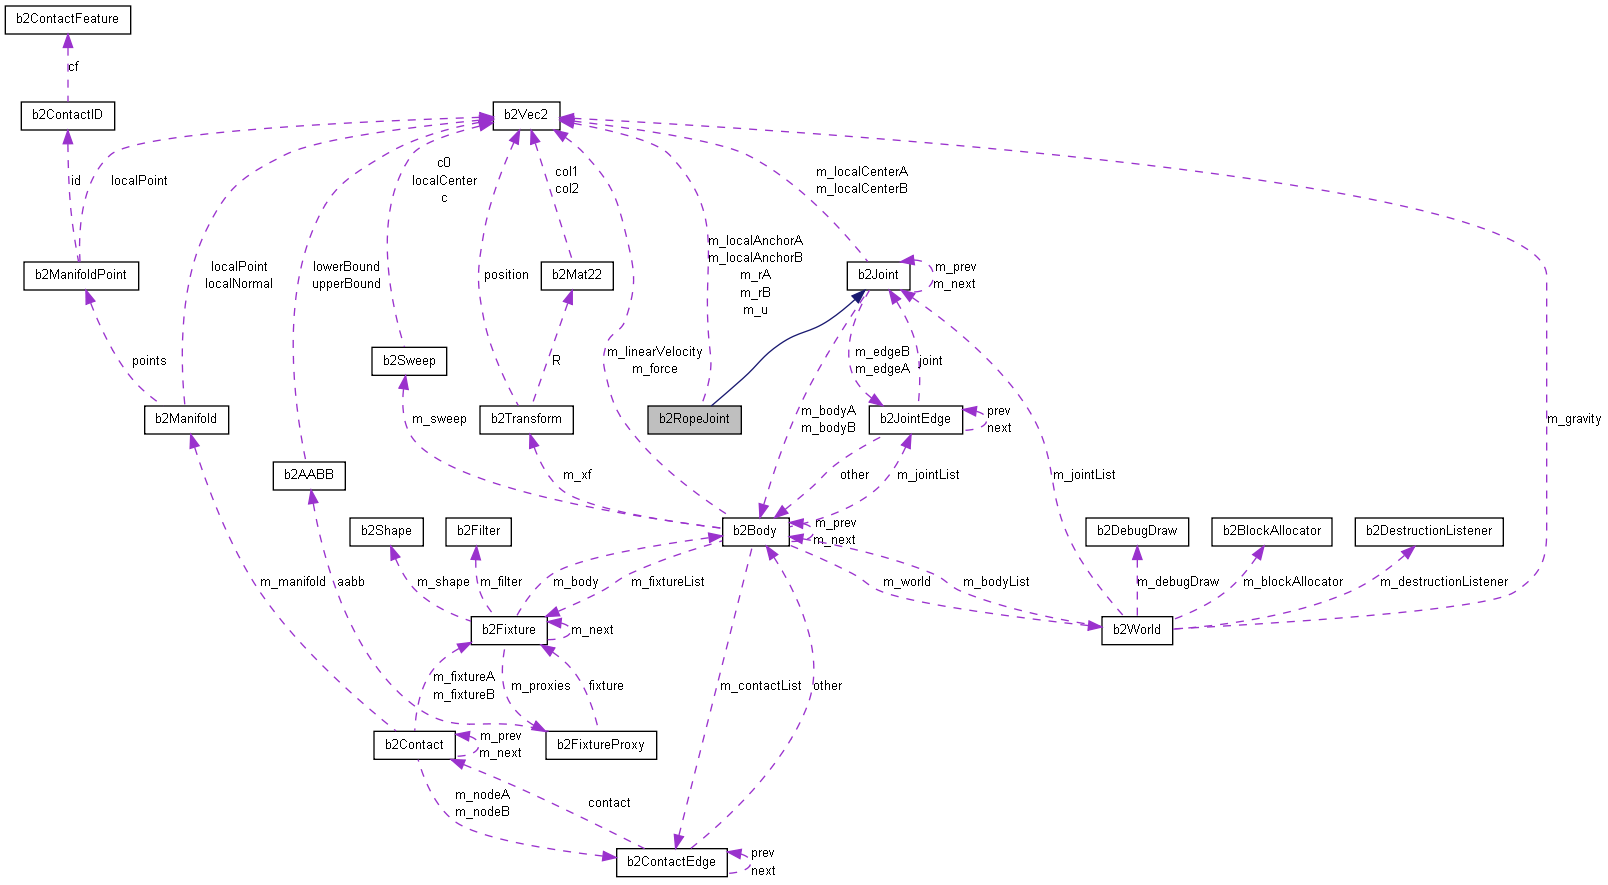 b2ContactFeature
cf
b2ContactID
b2Vec2
c0
localCenter
c
col1
col2
m_localCenterA
m_localCenterB
id
localPoint
m_localAnchorA
m_localAnchorB
m_rA
m_rB
m_u
b2ManifoldPoint
localPoint
localNormal
lowerBound
upperBound
position
b2Mat22
b2Joint
m_prev
m_next
points
b2Sweep
R
m_linearVelocity
m_force
m_edgeB
m_edgeA
joint
b2Manifold
m_sweep
b2Transform
b2RopeJoint
m_bodyA
m_bodyB
b2JointEdge
prev
next
m_gravity
b2AABB
m_xf
other
m_jointList
m_jointList
b2Shape
b2Filter
b2Body
m_prev
m_next
b2DebugDraw
b2BlockAllocator
b2DestructionListener
m_manifold
aabb
m_shape
m_filter
m_body
m_fixtureList
m_world
m_bodyList
m_debugDraw
m_blockAllocator
m_destructionListener
b2Fixture
m_next
b2World
m_fixtureA
m_fixtureB
m_proxies
fixture
m_contactList
other
b2Contact
m_prev
m_next
b2FixtureProxy
m_nodeA
m_nodeB
contact
b2ContactEdge
prev
next